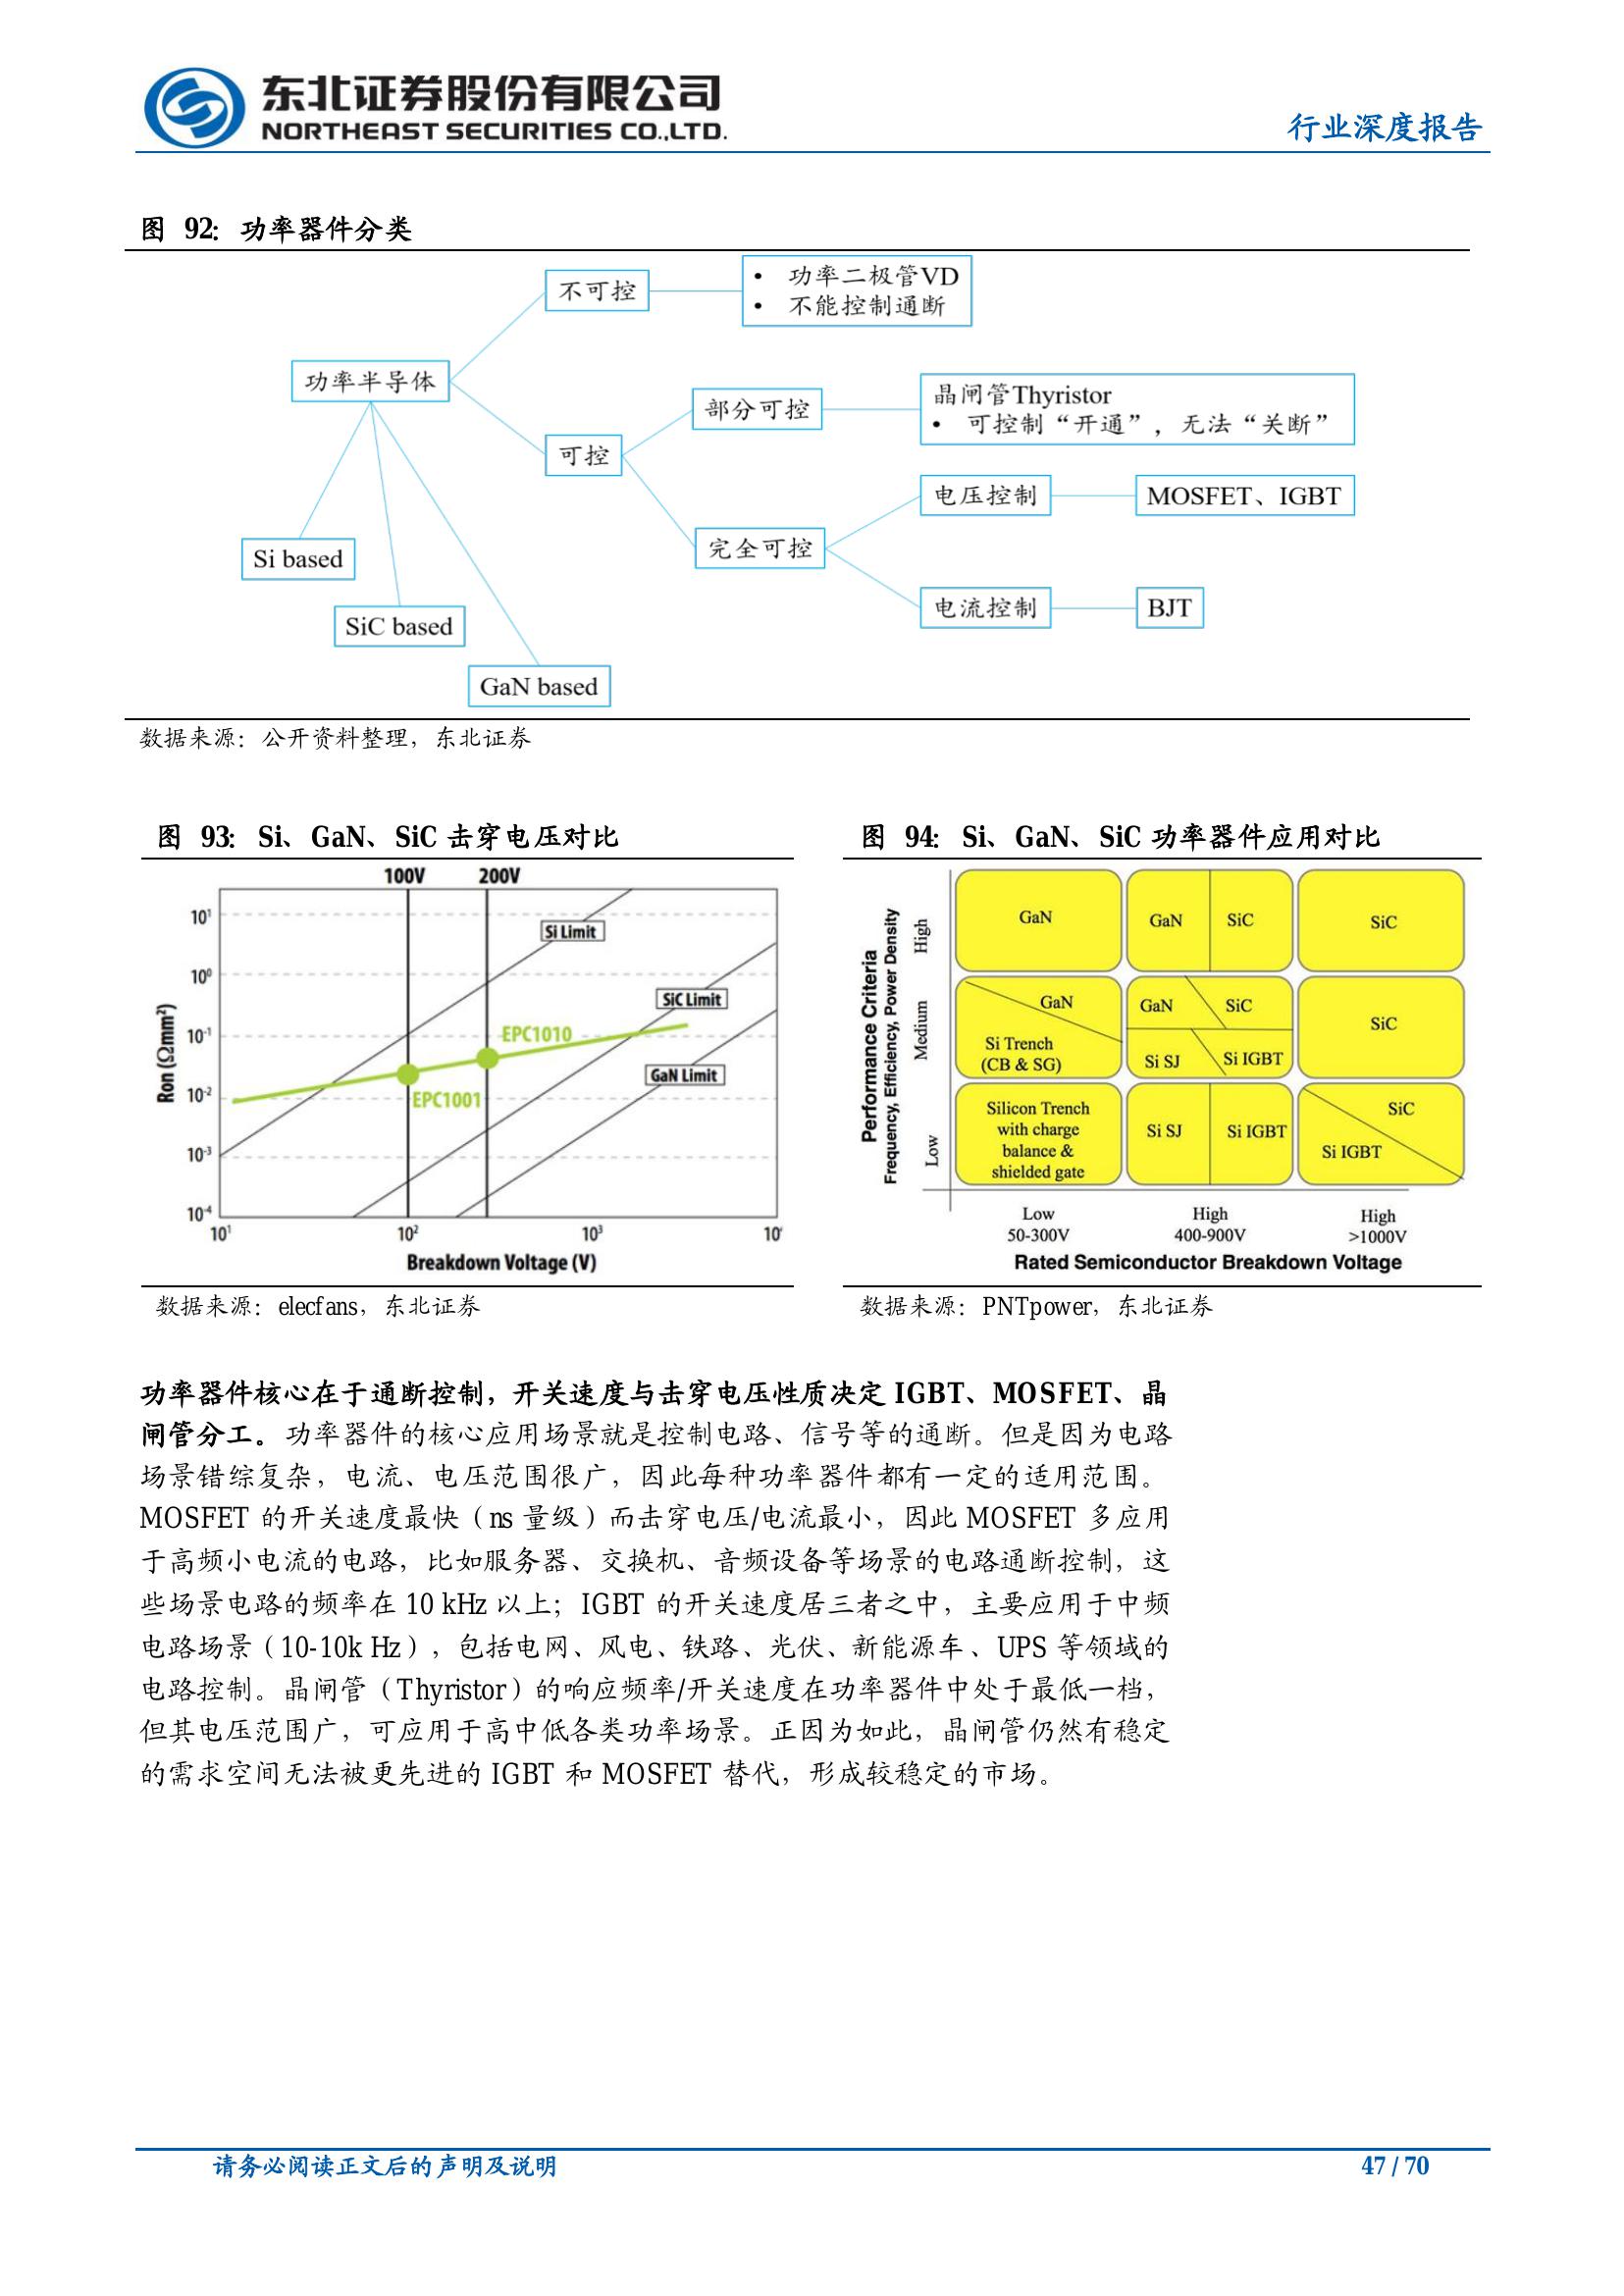 东北证券股份有限公司
NORTHEAST SECURITIES CO.,LTD.
行业深度报告
图 92：功率器件分类
不可控
• 功率二极管VD
• 不能控制通断
功率半导体
部分可控
晶闸管Thyristor
• 可控制“开通”，无法“关断”
可控
电压控制
MOSFET、IGBT
完全可控
Si based
电流控制
BJT
SiC based
GaN based
数据来源：公开资料整理，东北证券
图 93：Si、GaN、SiC 击穿电压对比
100V 200V
10¹
Si Limit
10⁰
SiC Limit
10⁻¹
EPC1010
GaN Limit
10⁻²
EPC1001
10⁻³
10⁻⁴
Ron (Ωmm²)
10¹ 10² 10³ 10
Breakdown Voltage (V)
数据来源：elecfans，东北证券
图 94：Si、GaN、SiC 功率器件应用对比
Performance Criteria
Frequency, Efficiency, Power Density
High
GaN
GaN SiC
SiC
Medium
GaN
Si Trench
(CB & SG)
GaN SiC
Si SJ Si IGBT
SiC
Low
Silicon Trench
with charge
balance &
shielded gate
Si SJ Si IGBT
SiC
Si IGBT
Low High High
50-300V 400-900V >1000V
Rated Semiconductor Breakdown Voltage
数据来源：PNTpower，东北证券
功率器件核心在于通断控制，开关速度与击穿电压性质决定 IGBT、MOSFET、晶
闸管分工。功率器件的核心应用场景就是控制电路、信号等的通断。但是因为电路
场景错综复杂，电流、电压范围很广，因此每种功率器件都有一定的适用范围。
MOSFET 的开关速度最快（ns 量级）而击穿电压/电流最小，因此 MOSFET 多应用
于高频小电流的电路，比如服务器、交换机、音频设备等场景的电路通断控制，这
些场景电路的频率在 10 kHz 以上；IGBT 的开关速度居三者之中，主要应用于中频
电路场景（10-10k Hz），包括电网、风电、铁路、光伏、新能源车、UPS 等领域的
电路控制。晶闸管（Thyristor）的响应频率/开关速度在功率器件中处于最低一档，
但其电压范围广，可应用于高中低各类功率场景。正因为如此，晶闸管仍然有稳定
的需求空间无法被更先进的 IGBT 和 MOSFET 替代，形成较稳定的市场。
请务必阅读正文后的声明及说明
47 / 70